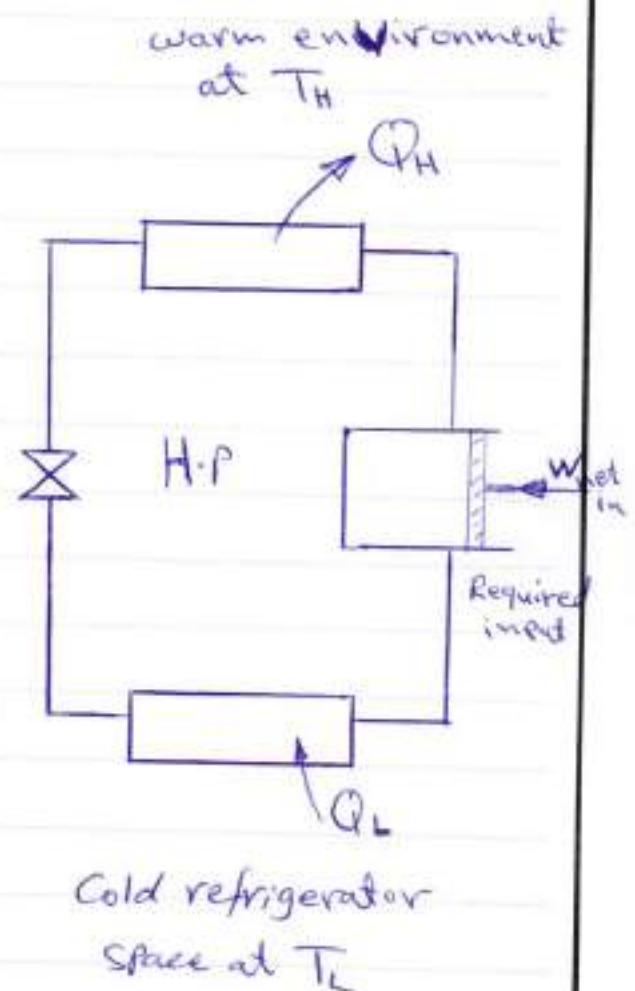 warm environment
at TH
QH
H.P
Wnet
in
Required
input
QL
Cold refrigerator
space at TL